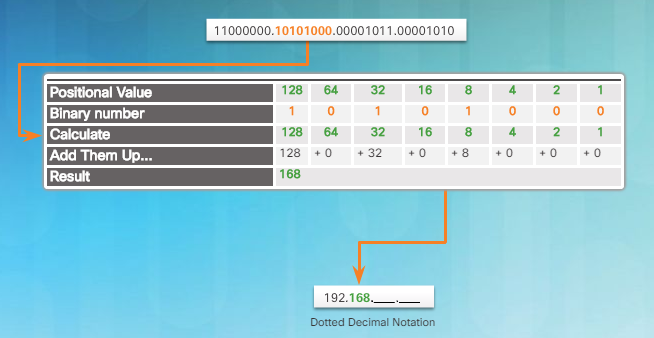 11000000.10101000.00001011.00001010
Positional Value 128 64 32 16 8 4 2 1
Binary number 1 0 1 0 1 0 0 0
Calculate 128 64 32 16 8 4 2 1
Add Them Up... 128 + 0 + 32 + 0 + 8 + 0 + 0 + 0
Result 168
192.168.___.___
Dotted Decimal Notation